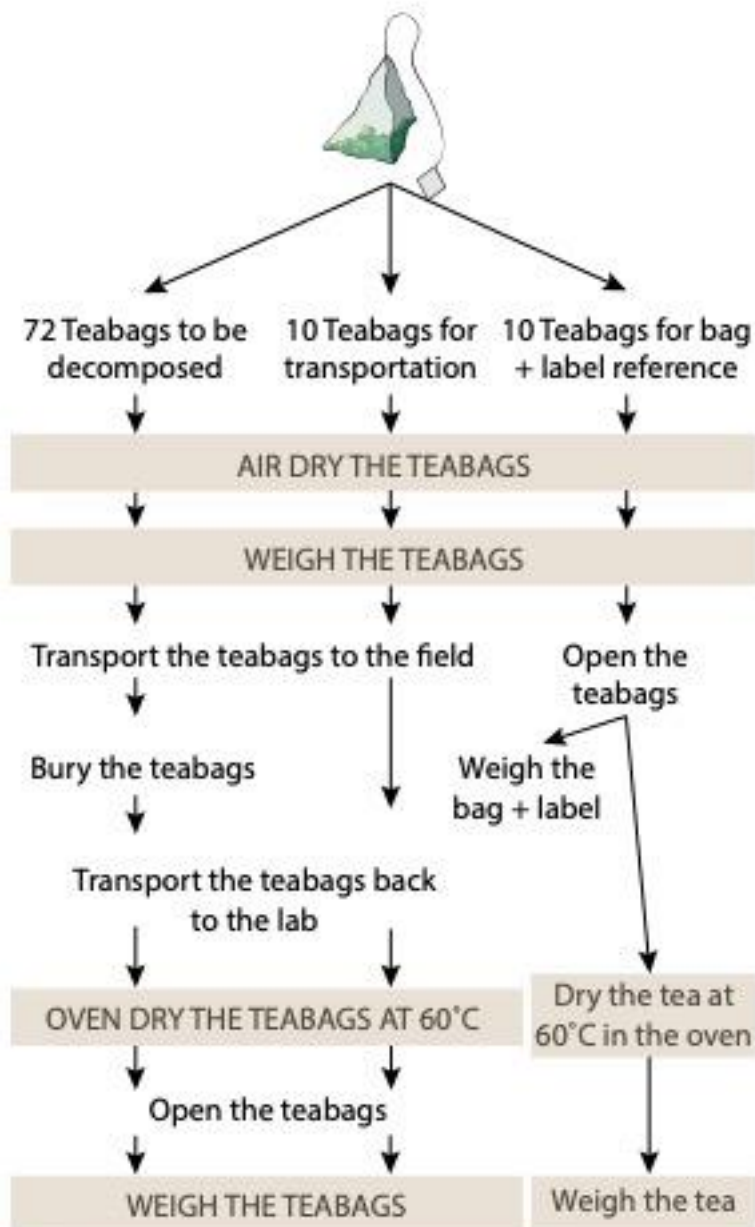 72 Teabags to be
decomposed
10 Teabags for
transportation
10 Teabags for bag
+ label reference
AIR DRY THE TEABAGS
WEIGH THE TEABAGS
Transport the teabags to the field
Open the
teabags
Bury the teabags
Weigh the
bag + label
Transport the teabags back
to the lab
OVEN DRY THE TEABAGS AT 60˚C
Dry the tea at
60˚C in the oven
Open the teabags
WEIGH THE TEABAGS
Weigh the tea